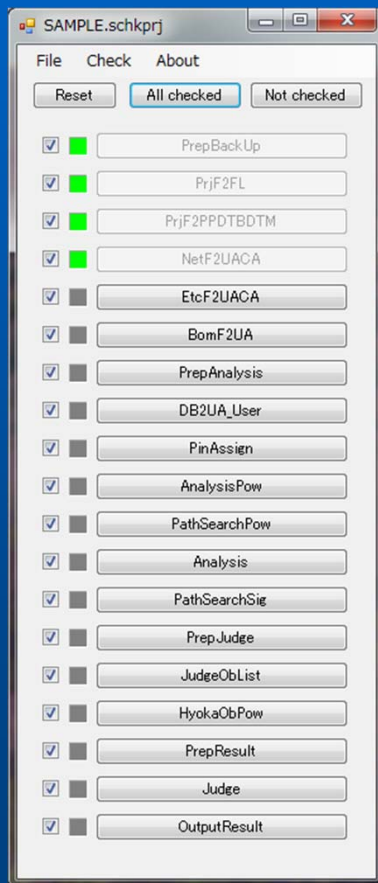 SAMPLE.schkprj
File Check About
Reset All checked Not checked
PrepBackUp
PrjF2FL
PrjF2PPDTBDTM
NetF2UACA
EtcF2UACA
BomF2UA
PrepAnalysis
DB2UA_User
PinAssign
AnalysisPow
PathSearchPow
Analysis
PathSearchSig
PrepJudge
JudgeObList
HyokaObPow
PrepResult
Judge
OutputResult